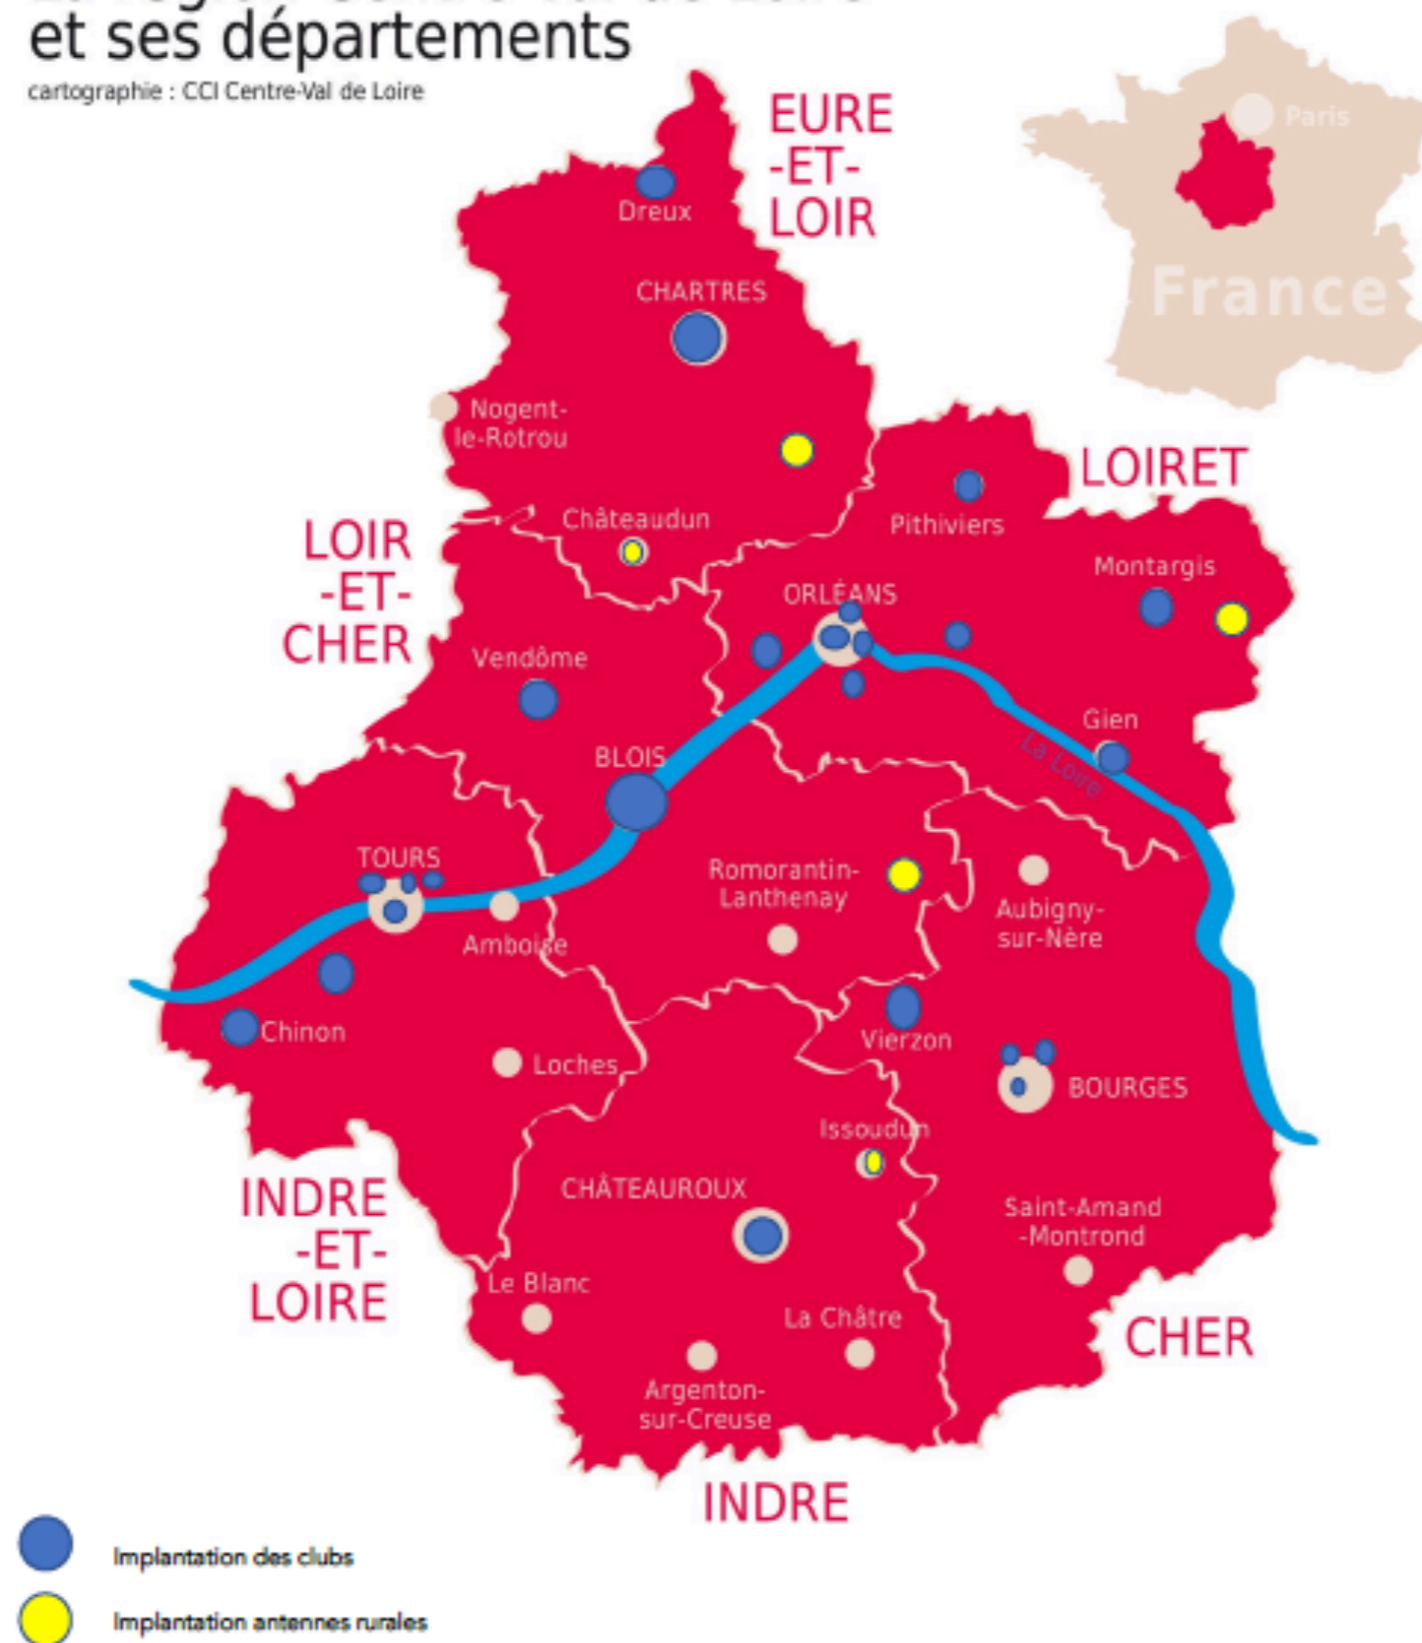 et ses départements
cartographie : CCI Centre-Val de Loire
EURE
-ET-
LOIR
Paris
France
Dreux
CHARTRES
Nogent-
le-Rotrou
LOIRET
Châteaudun
Pithiviers
LOIR
-ET-
CHER
Montargis
ORLÉANS
Vendôme
Gien
La Loire
BLOIS
TOURS
Romorantin-
Lanthenay
Aubigny-
sur-Nère
Amboise
Chinon
Vierzon
Loches
BOURGES
Issoudun
INDRE
-ET-
LOIRE
CHÂTEAUROUX
Saint-Amand
-Montrond
Le Blanc
La Châtre
CHER
Argenton-
sur-Creuse
INDRE
Implantation des clubs
Implantation antennes rurales